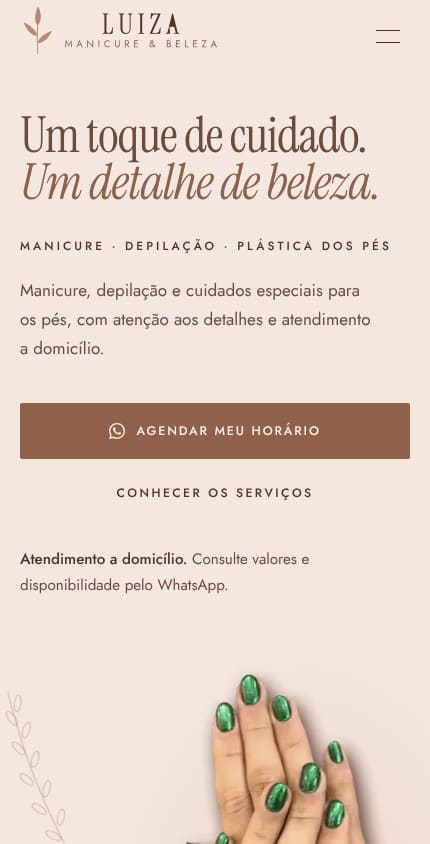 LUIZA
MANICURE & BELEZA
Um toque de cuidado.
Um detalhe de beleza.
MANICURE · DEPILAÇÃO · PLÁSTICA DOS PÉS
Manicure, depilação e cuidados especiais para
os pés, com atenção aos detalhes e atendimento
a domicílio.
AGENDAR MEU HORÁRIO
CONHECER OS SERVIÇOS
Atendimento a domicílio. Consulte valores e
disponibilidade pelo WhatsApp.